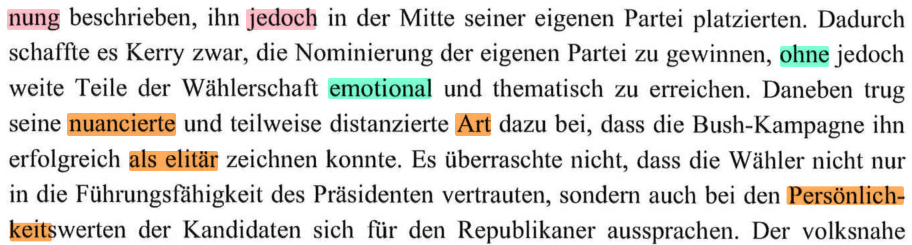 nung beschrieben, ihn jedoch in der Mitte seiner eigenen Partei platzierten. Dadurch
schaffte es Kerry zwar, die Nominierung der eigenen Partei zu gewinnen, ohne jedoch
weite Teile der Wählerschaft emotional und thematisch zu erreichen. Daneben trug
seine nuancierte und teilweise distanzierte Art dazu bei, dass die Bush-Kampagne ihn
erfolgreich als elitär zeichnen konnte. Es überraschte nicht, dass die Wähler nicht nur
in die Führungsfähigkeit des Präsidenten vertrauten, sondern auch bei den Persönlich-
keitswerten der Kandidaten sich für den Republikaner aussprachen. Der volksnahe